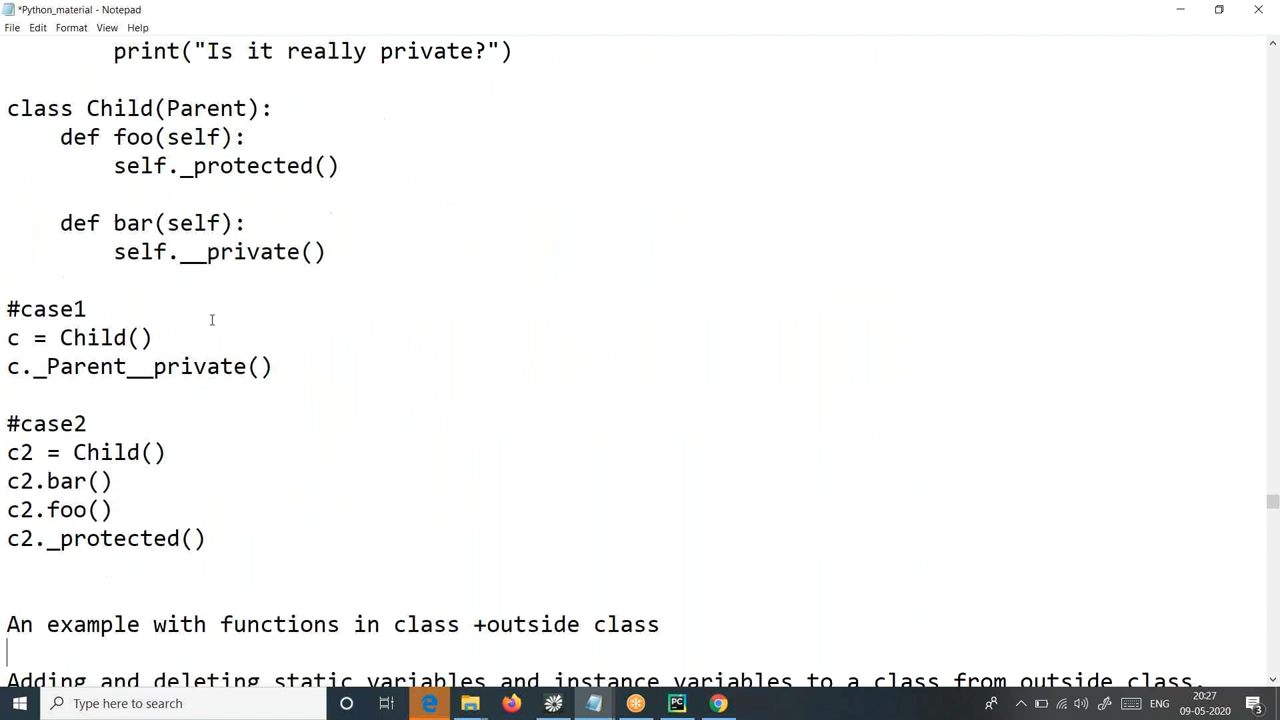 *Python_material - Notepad
File Edit Format View Help
        print("Is it really private?")
class Child(Parent):
    def foo(self):
        self._protected()
    def bar(self):
        self.__private()
#case1
c = Child()
c._Parent__private()
#case2
c2 = Child()
c2.bar()
c2.foo()
c2._protected()
An example with functions in class +outside class
Adding and deleting static variables and instance variables to a class from outside class.
Type here to search
PC
ENG
20:27
09-05-2020
3